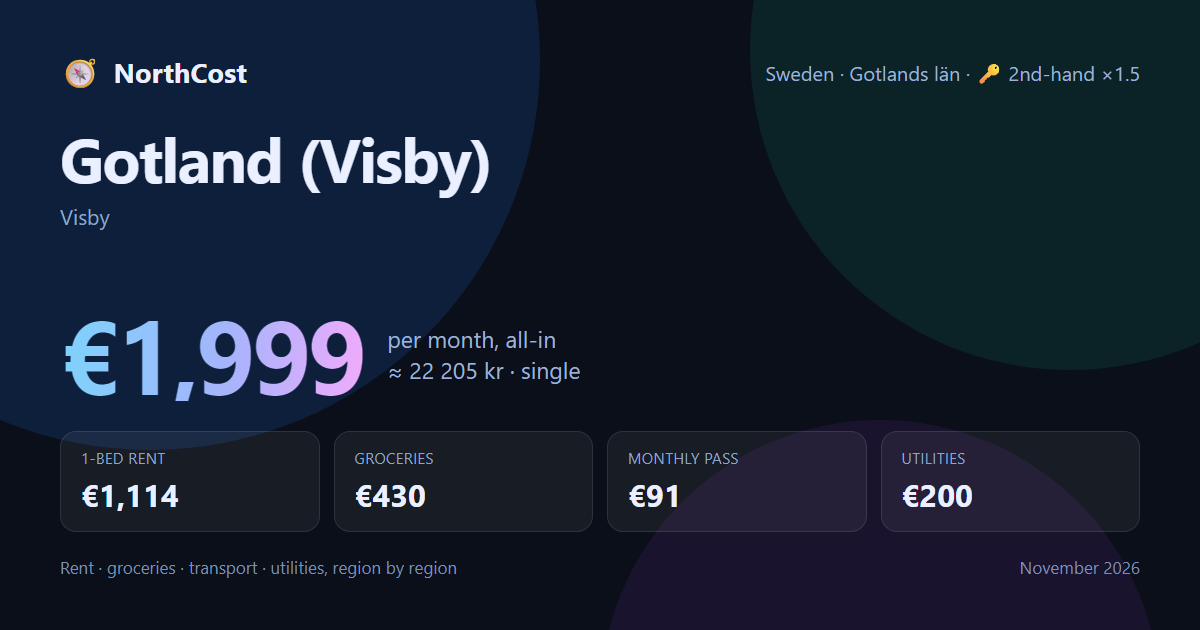 NorthCost
Sweden · Gotlands län · 🔑 2nd-hand ×1.5
Gotland (Visby)
Visby
€1,999
per month, all-in
≈ 22 205 kr · single
1-BED RENT
€1,114
GROCERIES
€430
MONTHLY PASS
€91
UTILITIES
€200
Rent · groceries · transport · utilities, region by region
November 2026